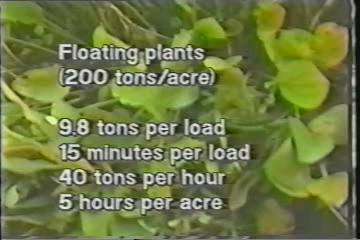 Floating plants
(200 tons/acre)
9.8 tons per load
15 minutes per load
40 tons per hour
5 hours per acre